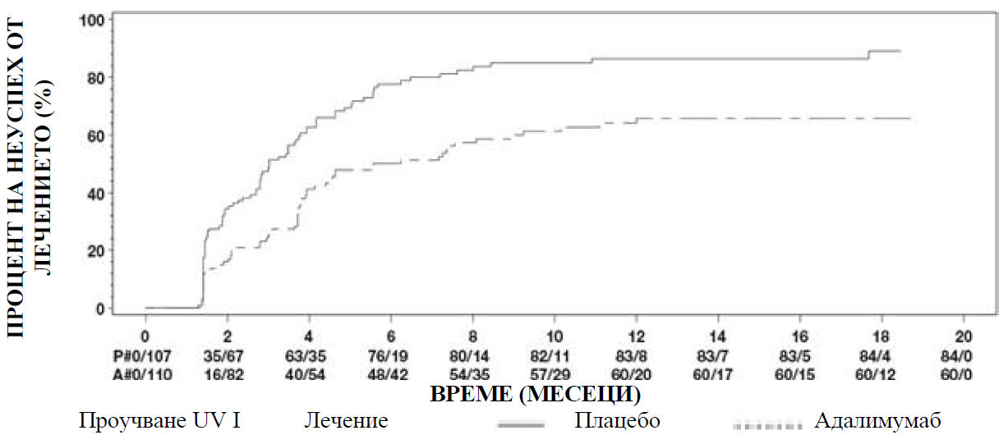 ПРОЦЕНТ НА НЕУСПЕХ ОТ
ЛЕЧЕНИЕТО (%)
100
80
60
40
20
0
0 2 4 6 8 10 12 14 16 18 20
P#0/107 35/67 63/35 76/19 80/14 82/11 83/8 83/7 83/5 84/4 84/0
A#0/110 16/82 40/54 48/42 54/35 57/29 60/20 60/17 60/15 60/12 60/0
ВРЕМЕ (МЕСЕЦИ)
Проучване UV I Лечение Плацебо Адалимумаб